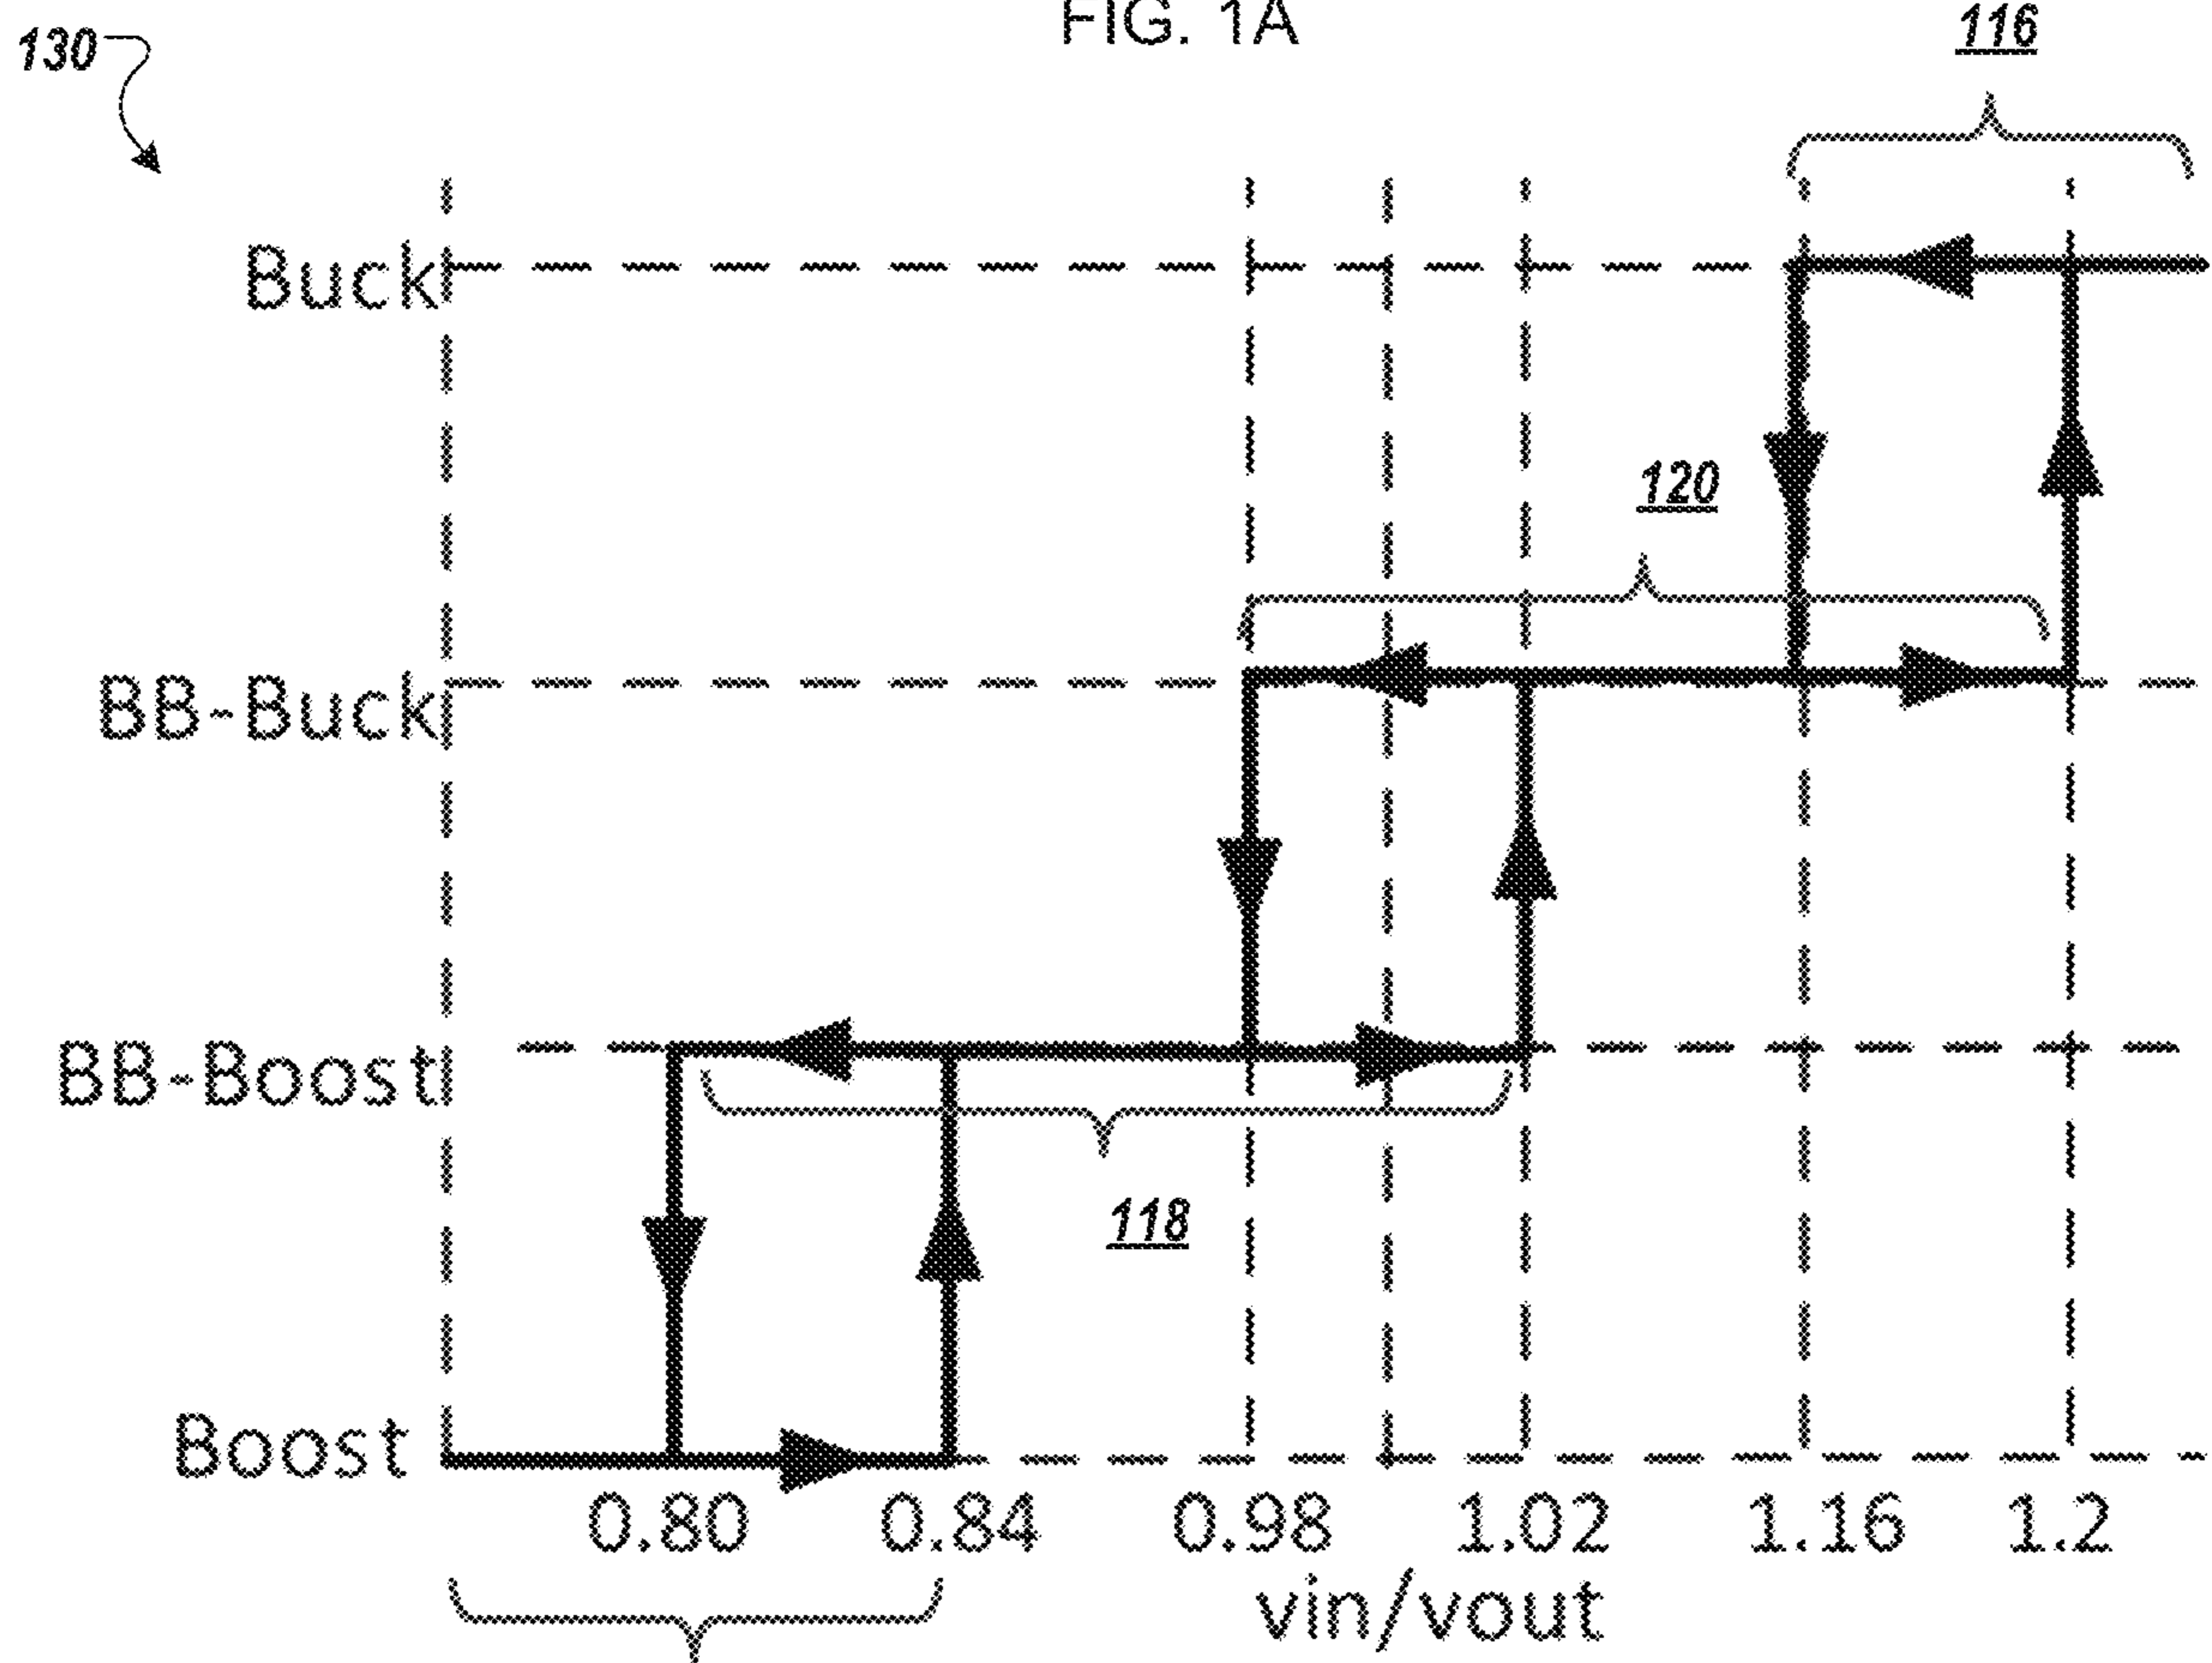 FIG. 1A
130
116
Buck
120
BB-Buck
BB-Boost
118
Boost
0.80 0.84 0.98 1.02 1.16 1.2
vin/vout